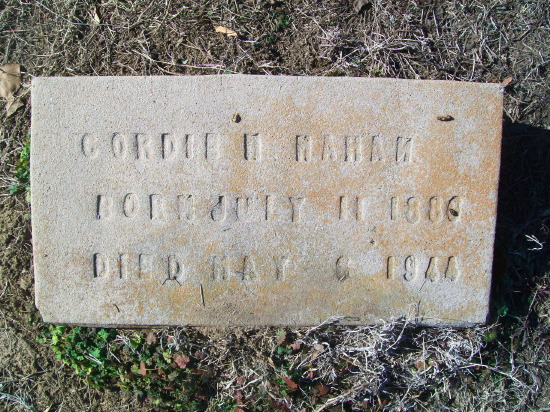 CORDIE M. MAHAN
BORN JULY 11 1886
DIED MAY 6 1944